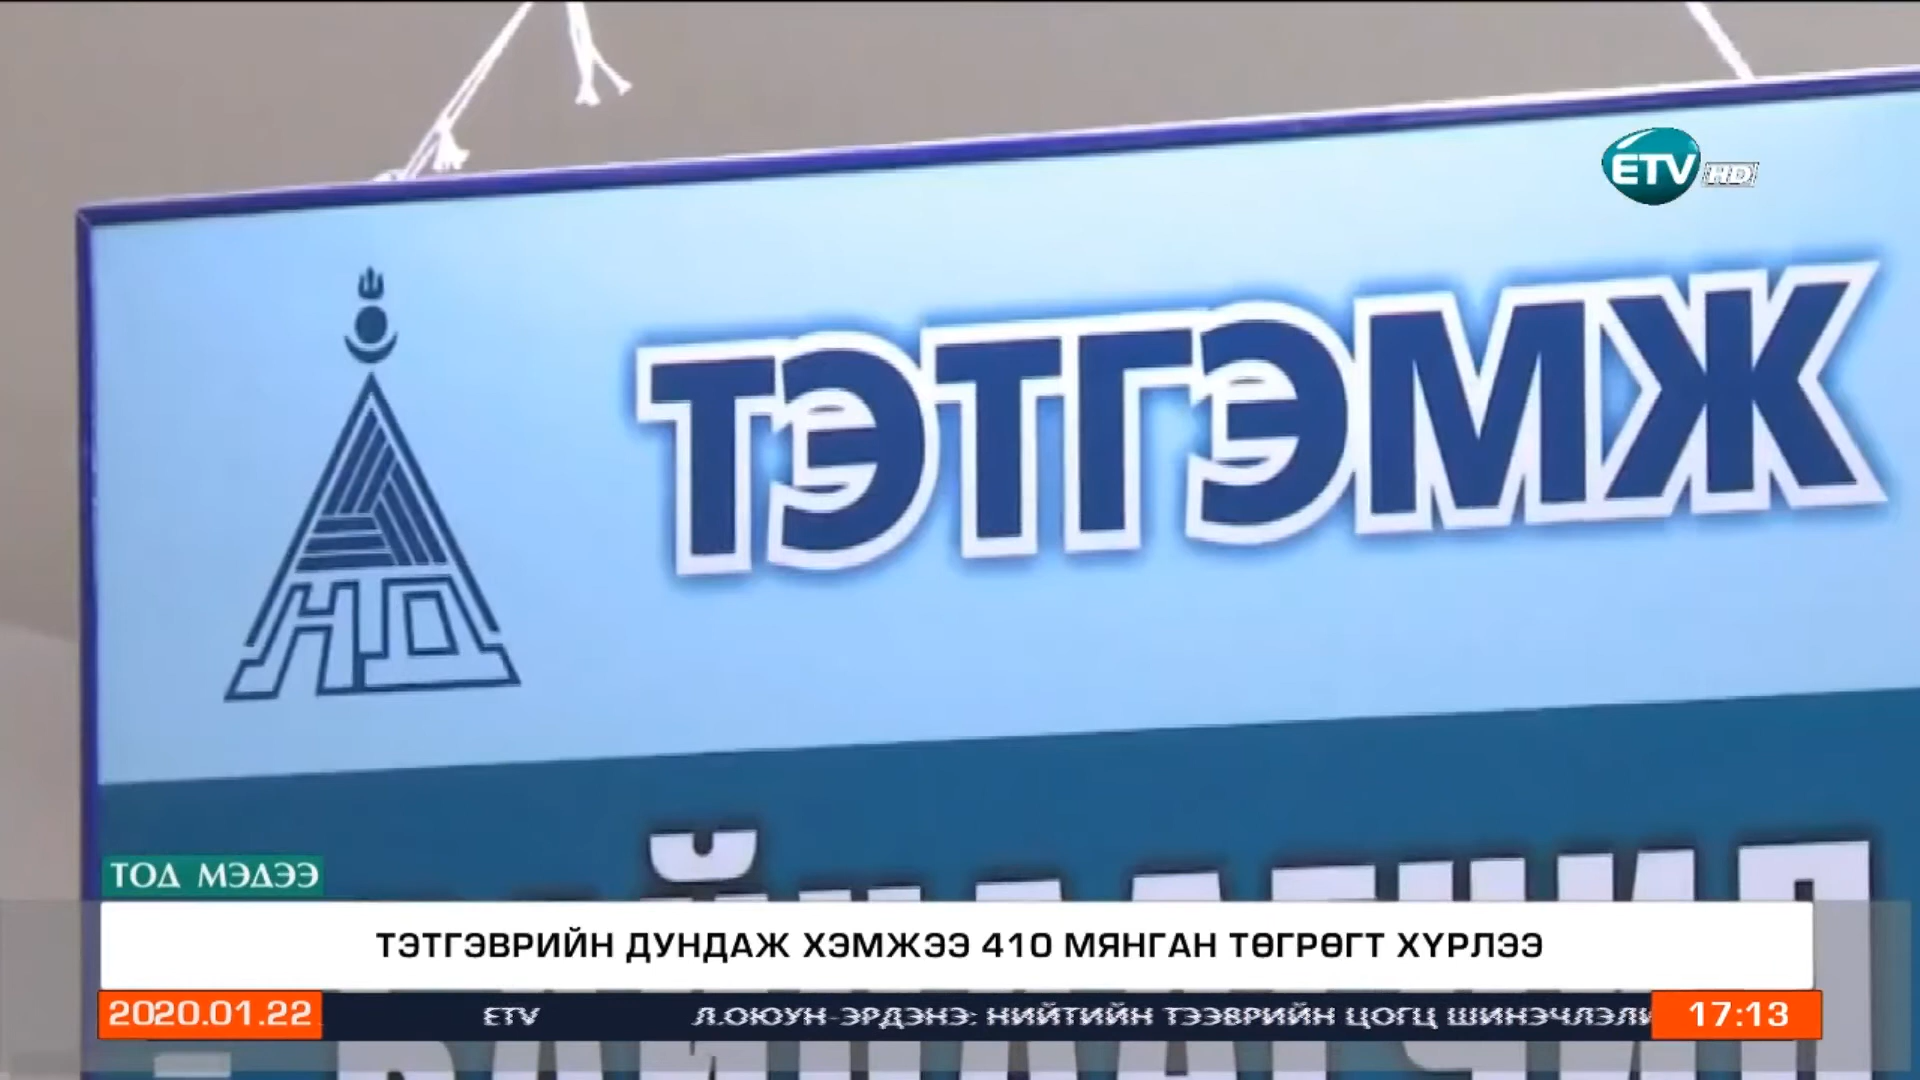 ETV HD
ТЭТГЭМЖ
НД
ТОД МЭДЭЭ
ТЭТГЭВРИЙН ДУНДАЖ ХЭМЖЭЭ 410 МЯНГАН ТӨГРӨГТ ХҮРЛЭЭ
2020.01.22 ETV Л.ОЮУН-ЭРДЭНЭ: НИЙТИЙН ТЭЭВРИЙН ЦОГЦ ШИНЭЧЛЭЛИ 17:13